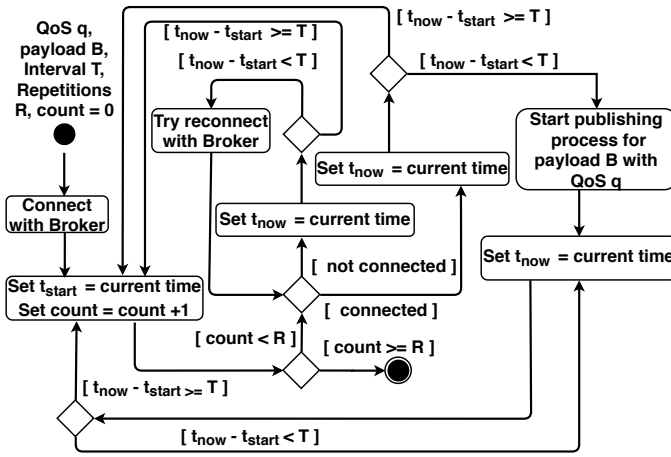 QoS q,
payload B,
Interval T,
Repetitions
R, count = 0
[ tnow - tstart >= T ]
[ tnow - tstart >= T ]
[ tnow - tstart < T ]
[ tnow - tstart < T ]
Try reconnect
with Broker
Start publishing
process for
payload B with
QoS q
Set tnow = current time
Connect
with Broker
Set tnow = current time
Set tnow = current time
[ not connected ]
Set tstart = current time
Set count = count +1
[ connected ]
[ count < R ]
[ count >= R ]
[ tnow - tstart >= T ]
[ tnow - tstart < T ]